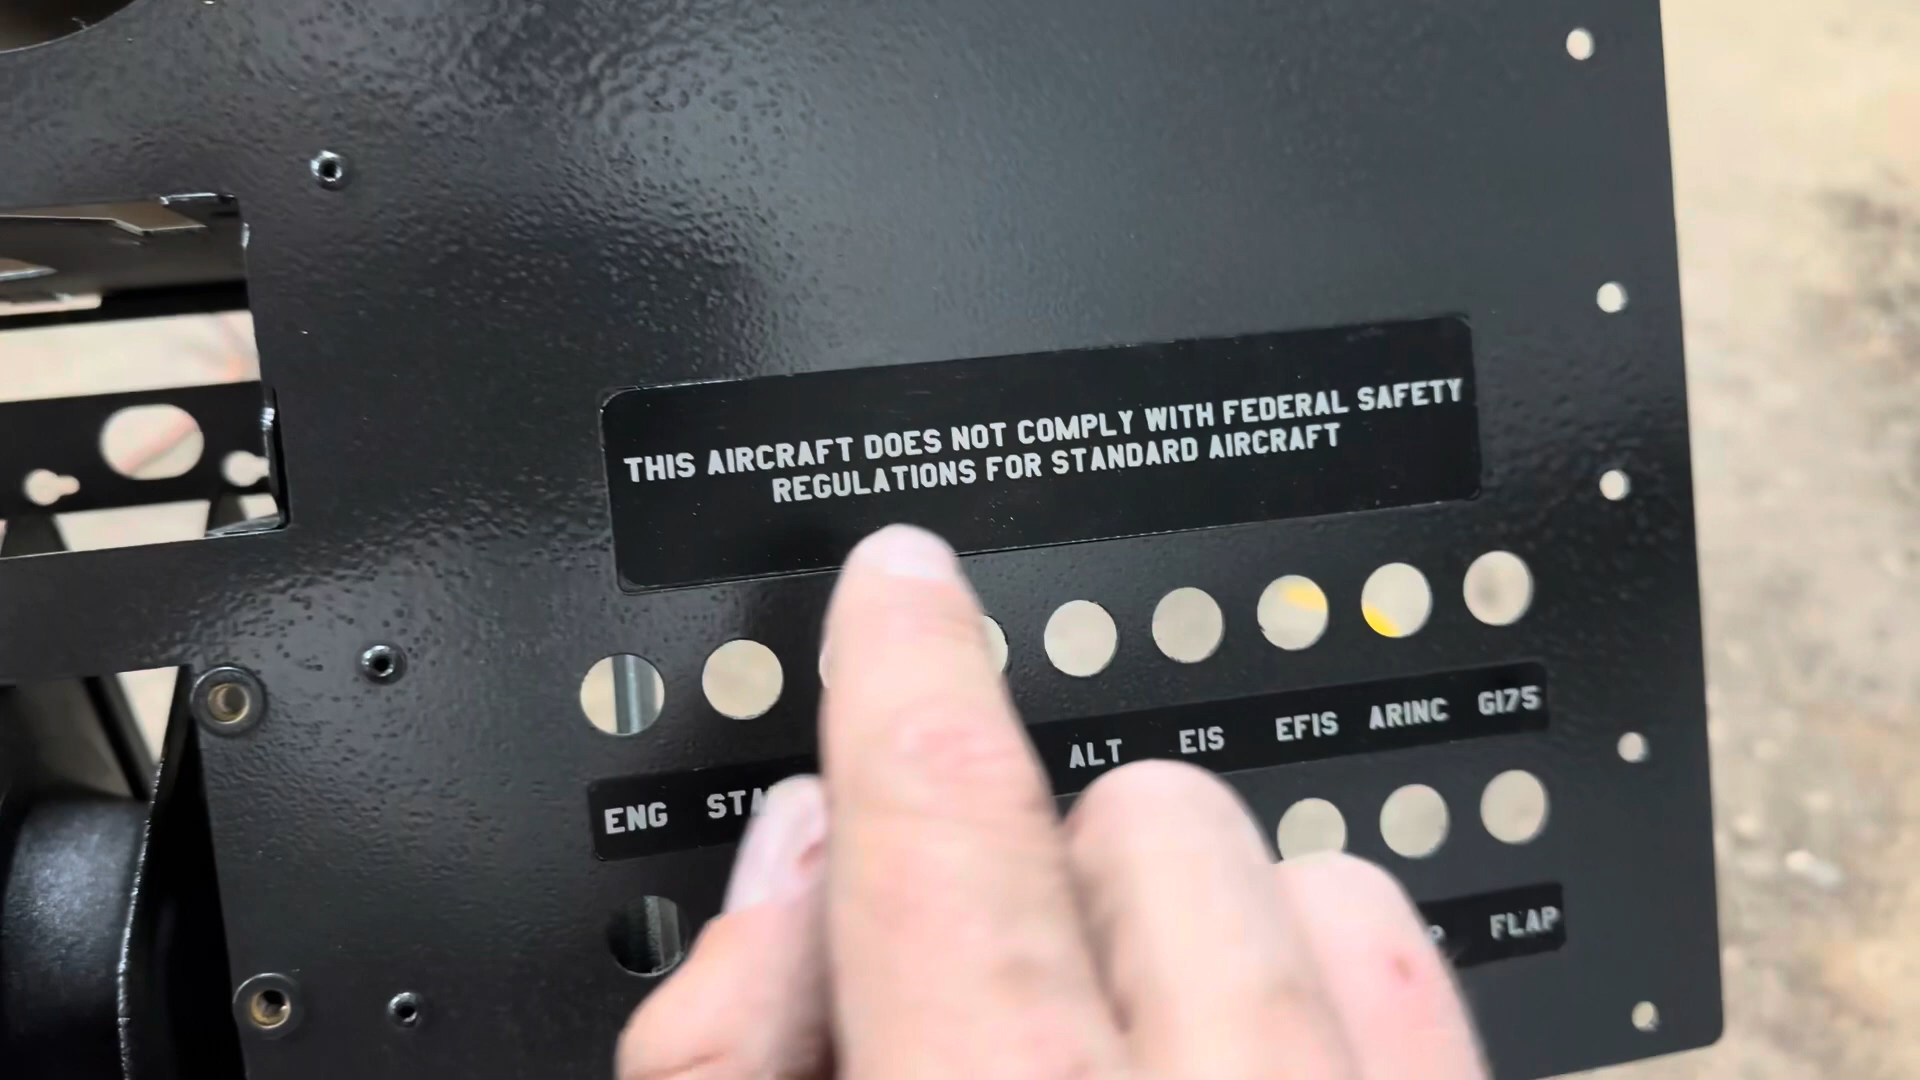 THIS AIRCRAFT DOES NOT COMPLY WITH FEDERAL SAFETY
REGULATIONS FOR STANDARD AIRCRAFT
ENG ALT EIS EFIS ARINC G175
FLAP